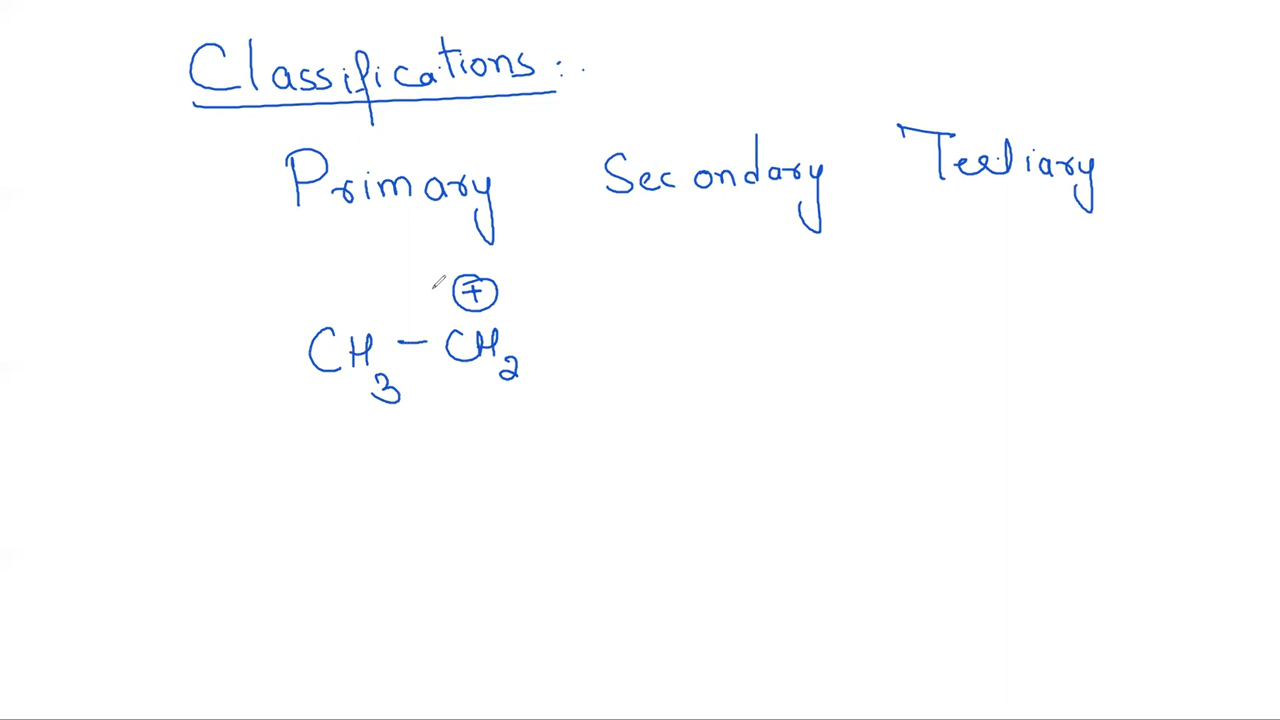 Classifications:
Primary Secondary Tertiary
⊕
CH₃ - CH₂